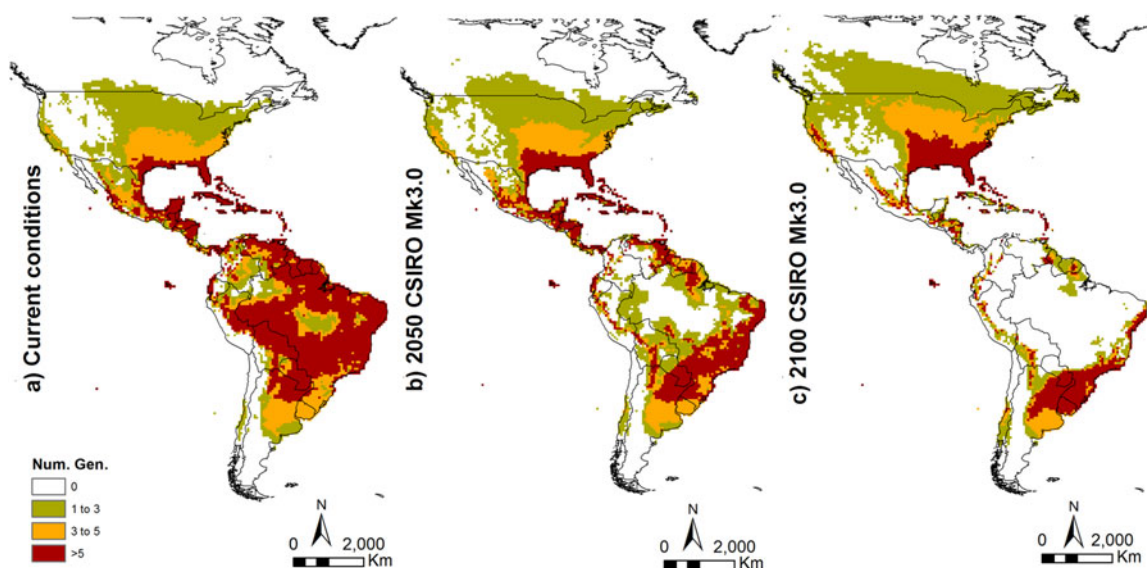 a) Current conditions
b) 2050 CSIRO Mk3.0
c) 2100 CSIRO Mk3.0
Num. Gen.
0
1 to 3
3 to 5
>5
N
0 2,000
Km
N
0 2,000
Km
N
0 2,000
Km